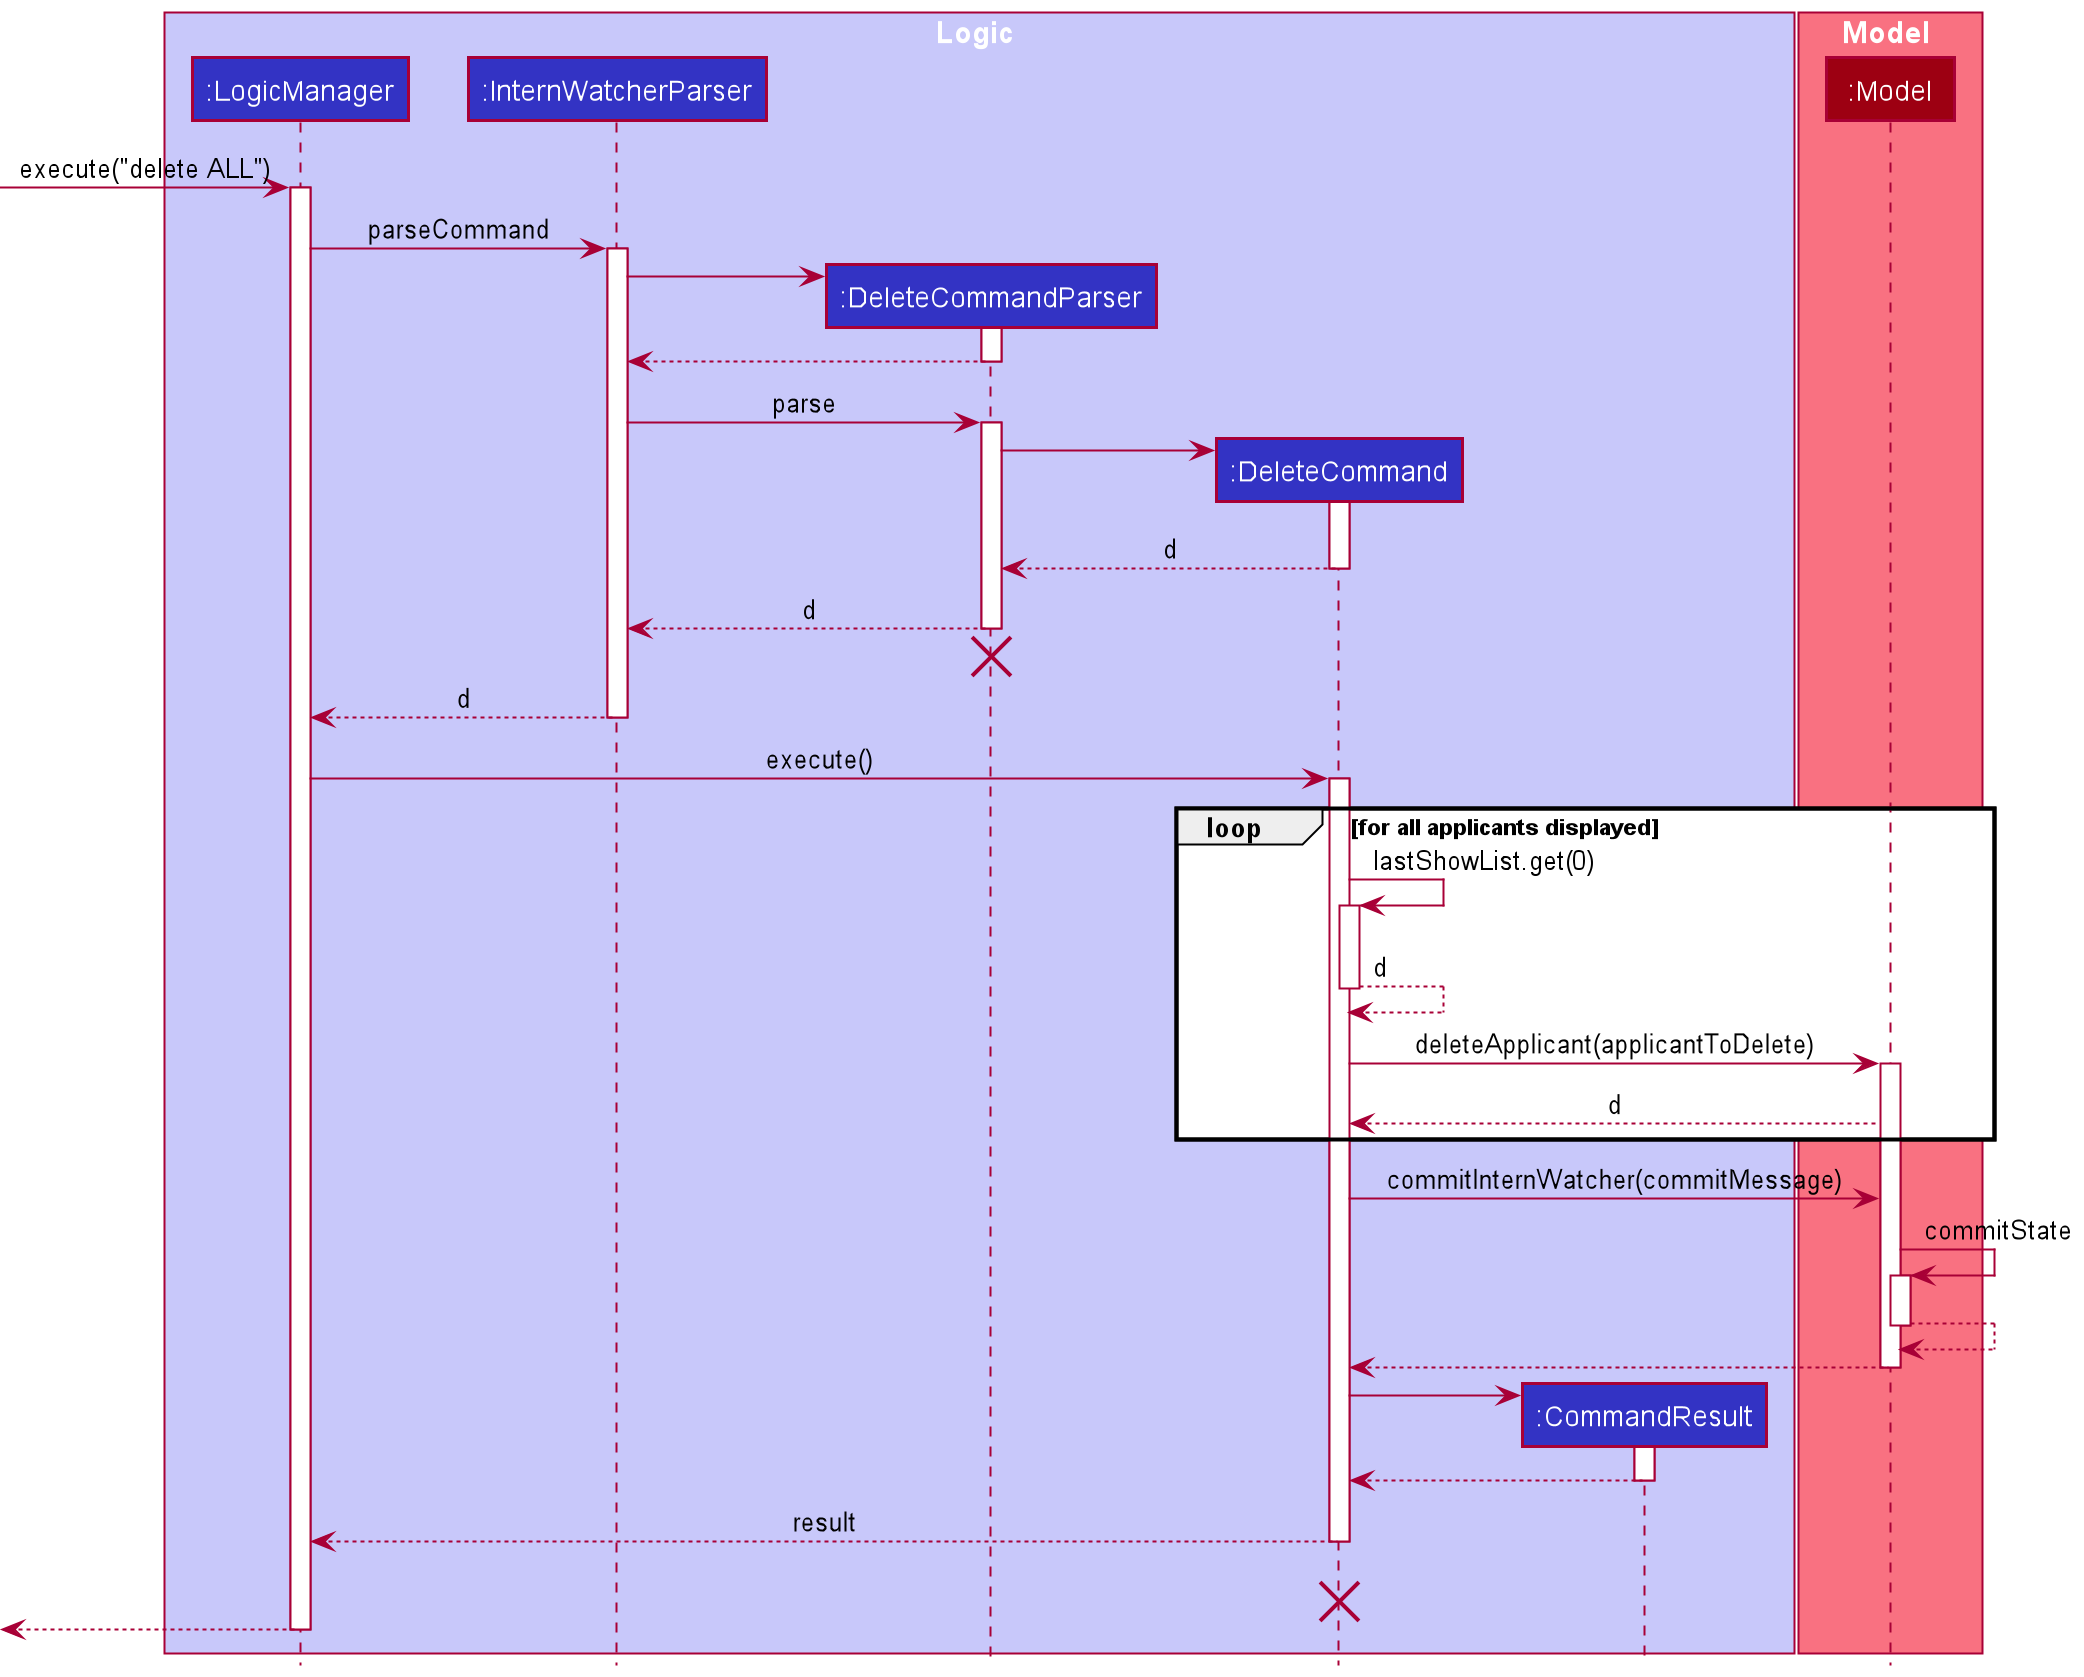 Logic
Model
:LogicManager
:InternWatcherParser
:Model
execute("delete ALL")
parseCommand
:DeleteCommandParser
parse
:DeleteCommand
d
d
d
execute()
loop
[for all applicants displayed]
lastShowList.get(0)
d
deleteApplicant(applicantToDelete)
d
commitInternWatcher(commitMessage)
commitState
:CommandResult
result